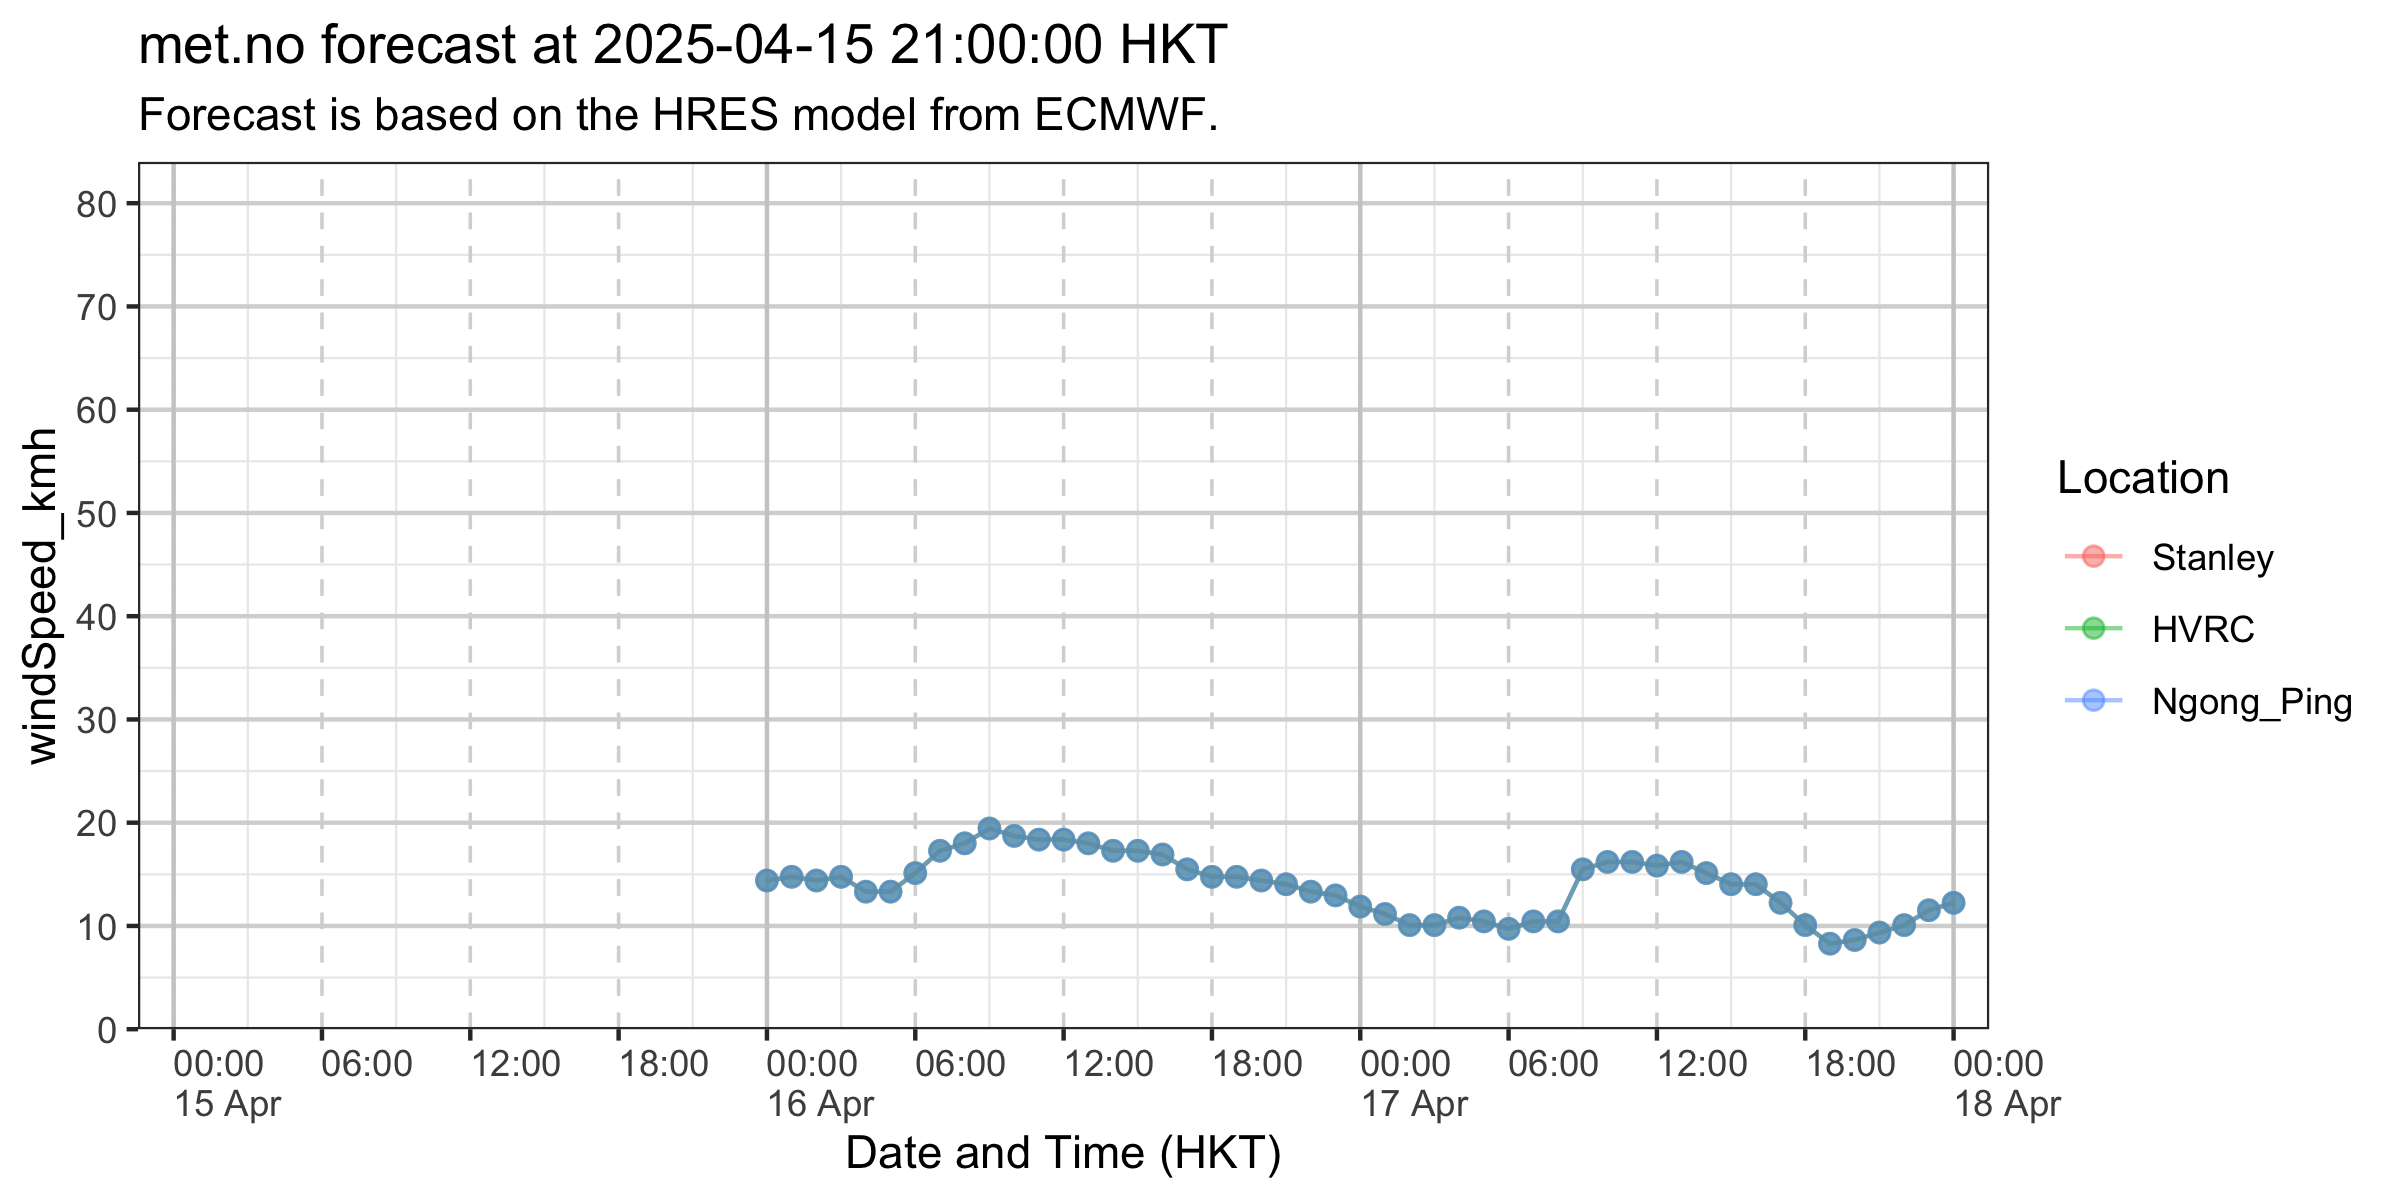 met.no forecast at 2025-04-15 21:00:00 HKT
Forecast is based on the HRES model from ECMWF.
windSpeed_kmh
80
70
60
50
40
30
20
10
0
00:00 06:00 12:00 18:00 00:00 06:00 12:00 18:00 00:00 06:00 12:00 18:00 00:00
15 Apr 16 Apr 17 Apr 18 Apr
Date and Time (HKT)
Location
Stanley
HVRC
Ngong_Ping